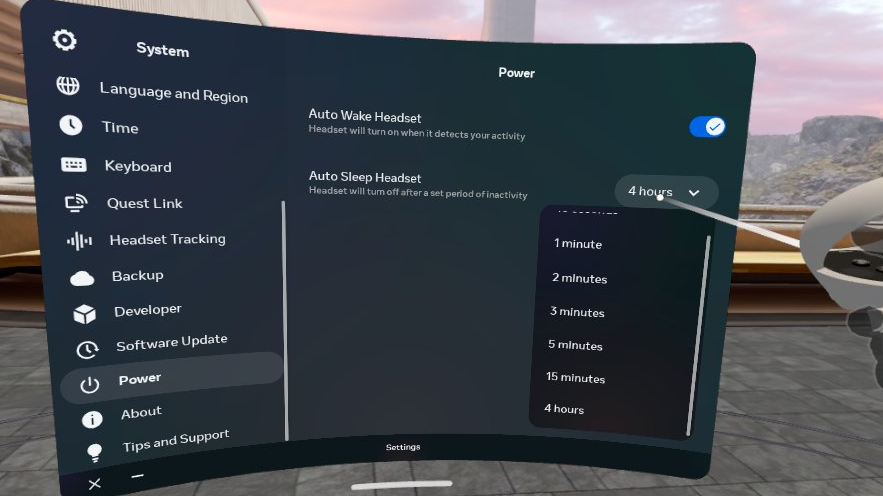 System
Language and Region
Time
Keyboard
Quest Link
Headset Tracking
Backup
Developer
Software Update
Power
About
Tips and Support
Power
Auto Wake Headset
Headset will turn on when it detects your activity
Auto Sleep Headset
Headset will turn off after a set period of inactivity
4 hours
1 minute
2 minutes
3 minutes
5 minutes
15 minutes
4 hours
Settings